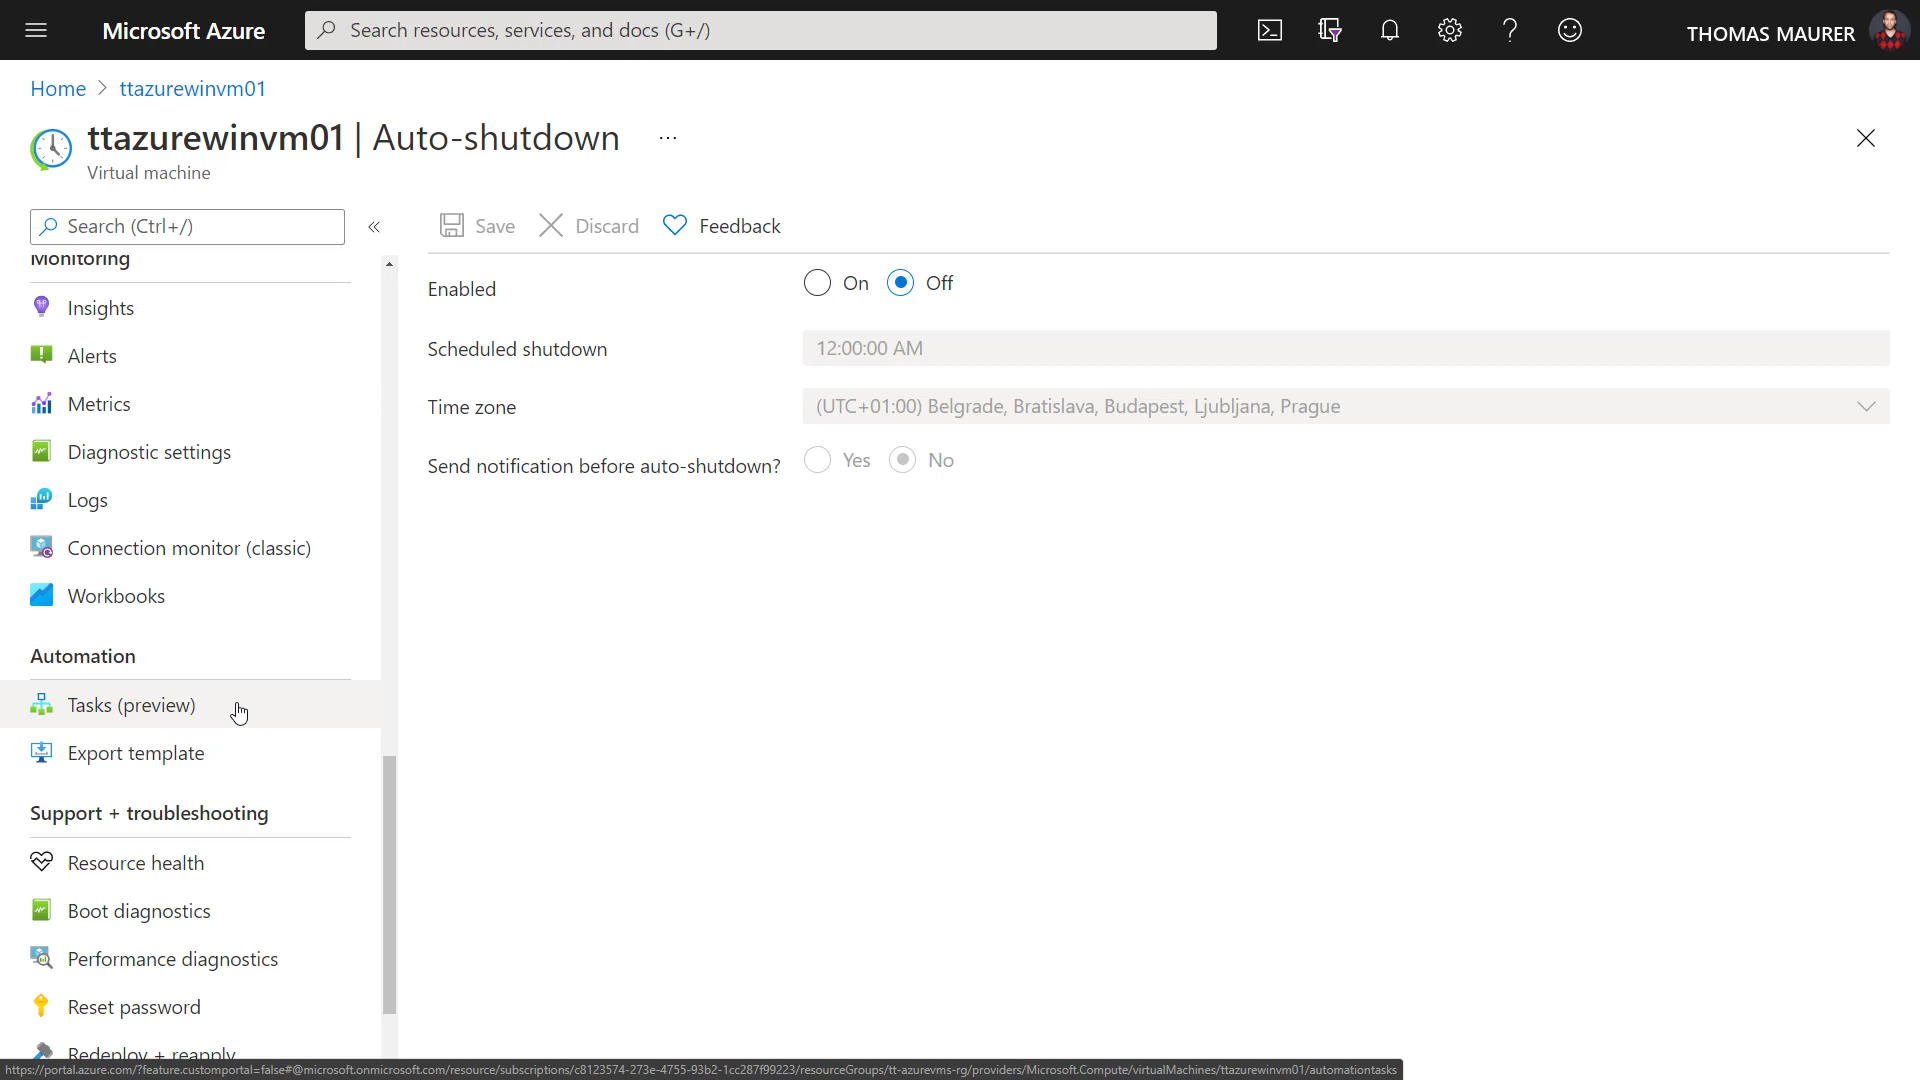 Microsoft Azure
Search resources, services, and docs (G+/)
THOMAS MAURER
Home > ttazurewinvm01
ttazurewinvm01 | Auto-shutdown ...
Virtual machine
Search (Ctrl+/)
«
Save
Discard
Feedback
Monitoring
Insights
Alerts
Metrics
Diagnostic settings
Logs
Connection monitor (classic)
Workbooks
Automation
Tasks (preview)
Export template
Support + troubleshooting
Resource health
Boot diagnostics
Performance diagnostics
Reset password
Redeploy + reapply
Enabled
On
Off
Scheduled shutdown
12:00:00 AM
Time zone
(UTC+01:00) Belgrade, Bratislava, Budapest, Ljubljana, Prague
Send notification before auto-shutdown?
Yes
No
https://portal.azure.com/?feature.customportal=false#@microsoft.onmicrosoft.com/resource/subscriptions/c8123574-273e-4755-93b2-1cc287f99223/resourceGroups/tt-azurevms-rg/providers/Microsoft.Compute/virtualMachines/ttazurewinvm01/automationtasks